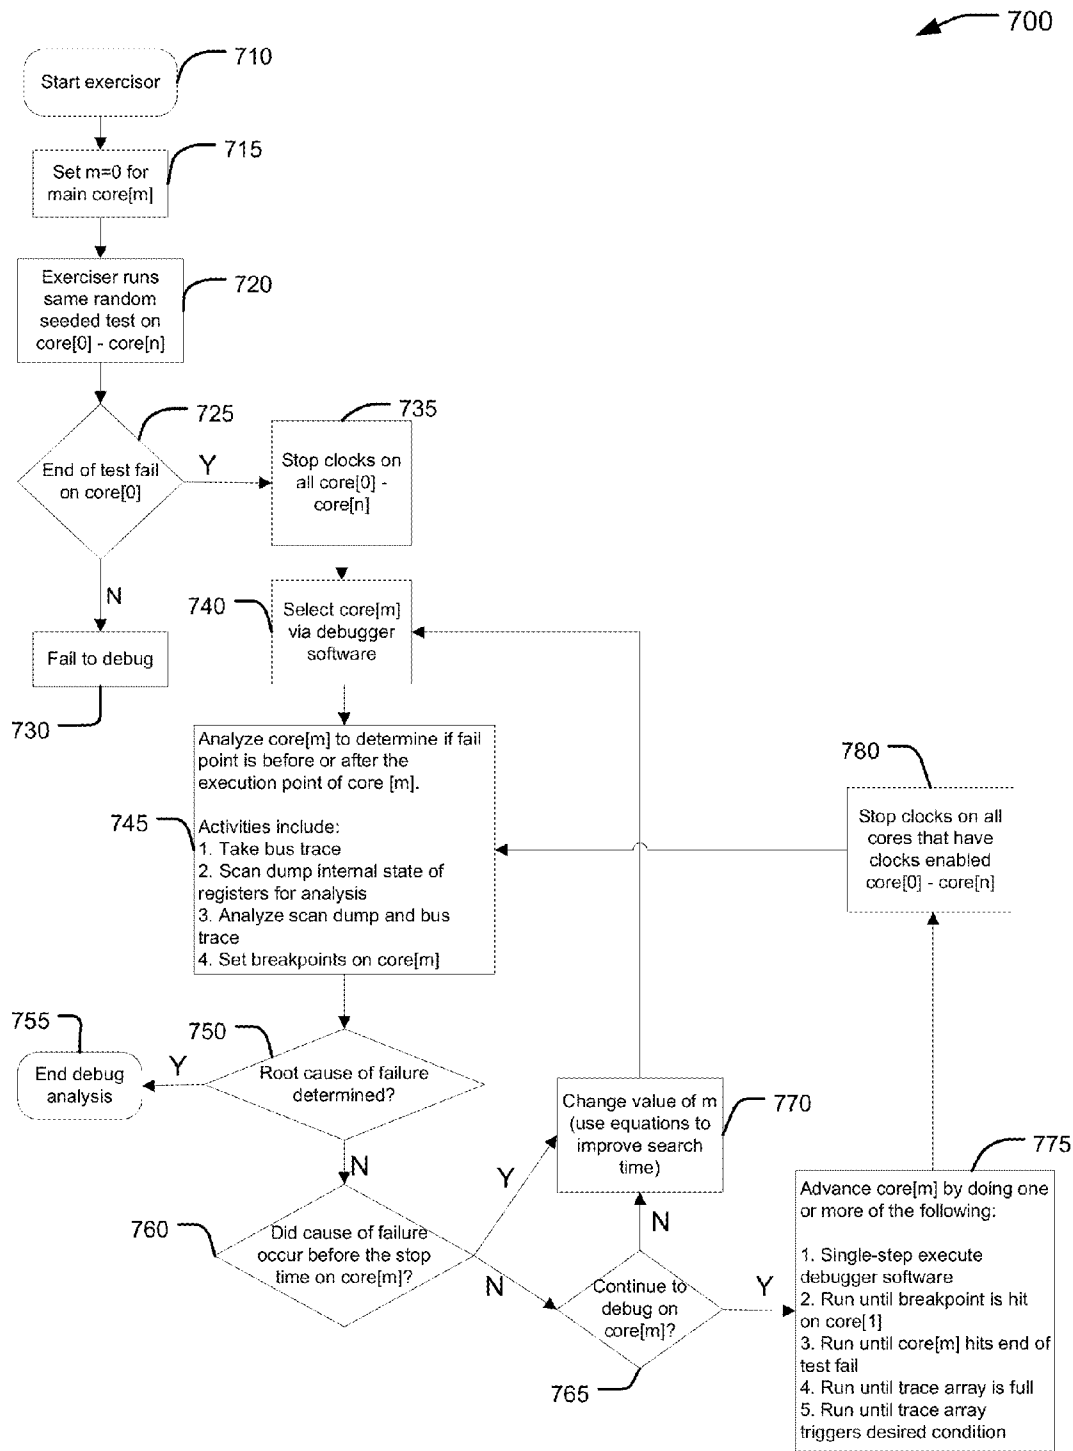 700
Start exercisor
710
Set m=0 for
main core[m]
715
Exerciser runs
same random
seeded test on
core[0] - core[n]
720
End of test fail
on core[0]
725
Y
N
Fail to debug
730
735
Stop clocks on
all core[0] -
core[n]
740
Select core[m]
via debugger
software
745
Analyze core[m] to determine if fail
point is before or after the
execution point of core [m].
Activities include:
1. Take bus trace
2. Scan dump internal state of
registers for analysis
3. Analyze scan dump and bus
trace
4. Set breakpoints on core[m]
750
Root cause of failure
determined?
Y
755
End debug
analysis
N
760
Did cause of failure
occur before the stop
time on core[m]?
Y
N
Change value of m
(use equations to
improve search
time)
770
N
Continue to
debug on
core[m]?
765
Y
775
Advance core[m] by doing one
or more of the following:
1. Single-step execute
debugger software
2. Run until breakpoint is hit
on core[1]
3. Run until core[m] hits end of
test fail
4. Run until trace array is full
5. Run until trace array
triggers desired condition
780
Stop clocks on all
cores that have
clocks enabled
core[0] - core[n]